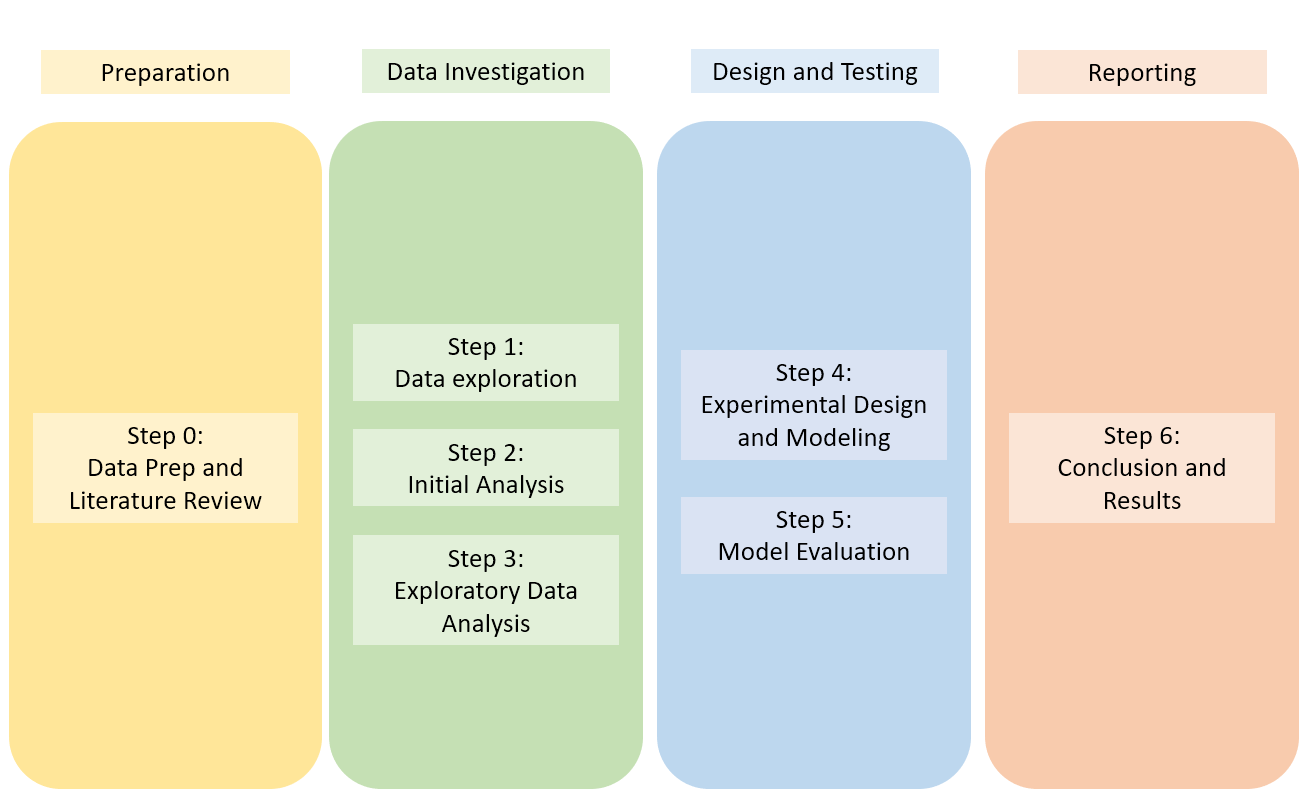 Preparation
Data Investigation
Design and Testing
Reporting
Step 0:
Data Prep and
Literature Review
Step 1:
Data exploration
Step 2:
Initial Analysis
Step 3:
Exploratory Data
Analysis
Step 4:
Experimental Design
and Modeling
Step 5:
Model Evaluation
Step 6:
Conclusion and
Results